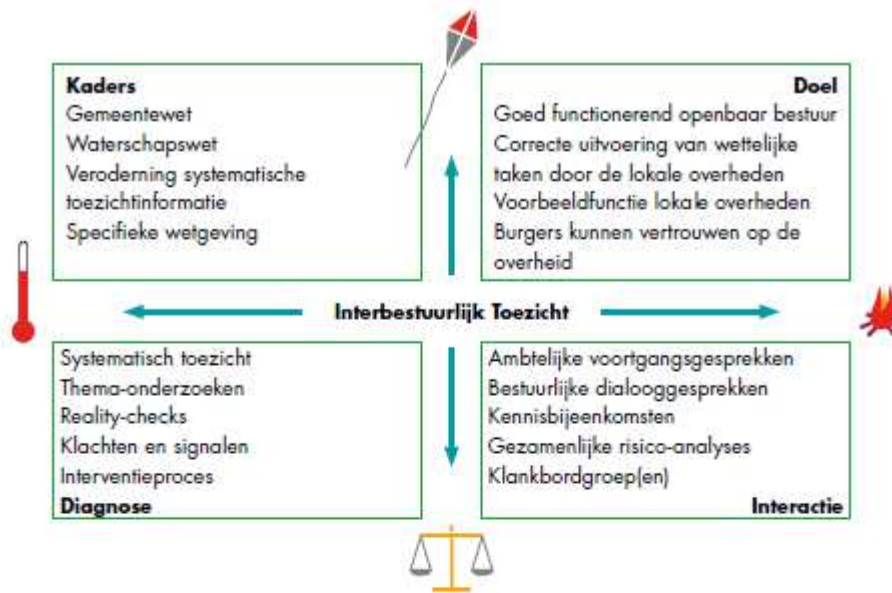 Kaders
Gemeentewet
Waterschapswet
Veroderning systematische
toezichtinformatie
Specifieke wetgeving
Doel
Goed functionerend openbaar bestuur
Correcte uitvoering van wettelijke
taken door de lokale overheden
Voorbeeldfunctie lokale overheden
Burgers kunnen vertrouwen op de
overheid
Interbestuurlijk Toezicht
Systematisch toezicht
Thema-onderzoeken
Reality-checks
Klachten en signalen
Interventieproces
Diagnose
Ambtelijke voortgangsgesprekken
Bestuurlijke dialooggesprekken
Kennisbijeenkomsten
Gezamenlijke risico-analyses
Klankbordgroep(en)
Interactie